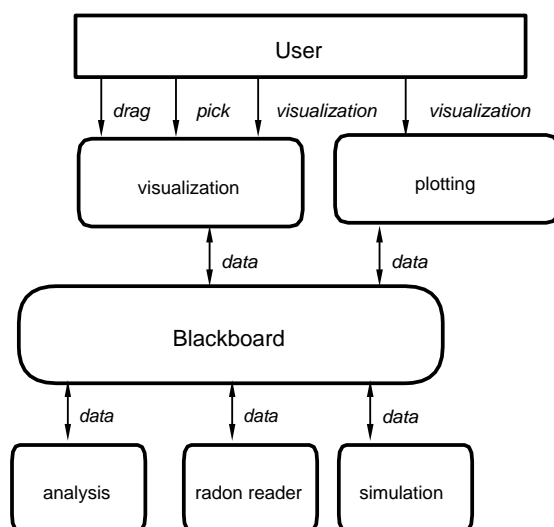 User
drag pick visualization visualization
visualization plotting
data data
Blackboard
data data data
analysis radon reader simulation